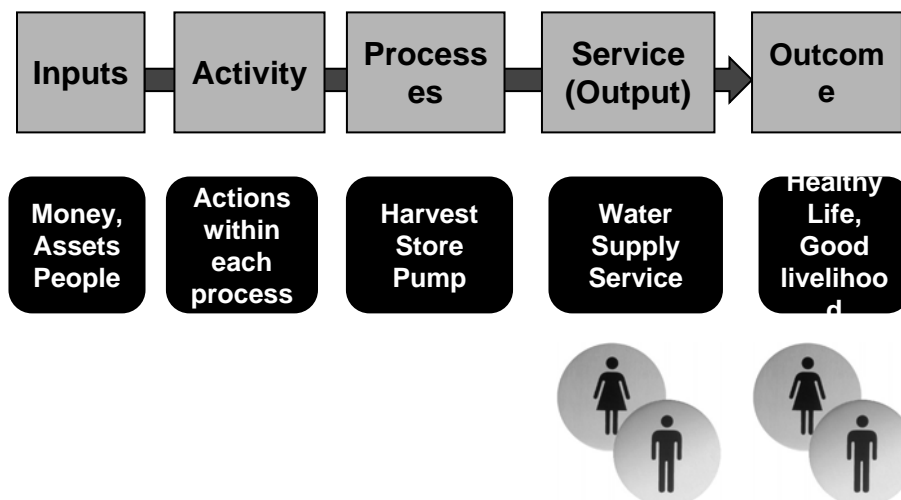 Inputs
Activity
Process
es
Service
(Output)
Outcom
e
Money,
Assets
People
Actions
within
each
process
Harvest
Store
Pump
Water
Supply
Service
Healthy
Life,
Good
livelihoo
d